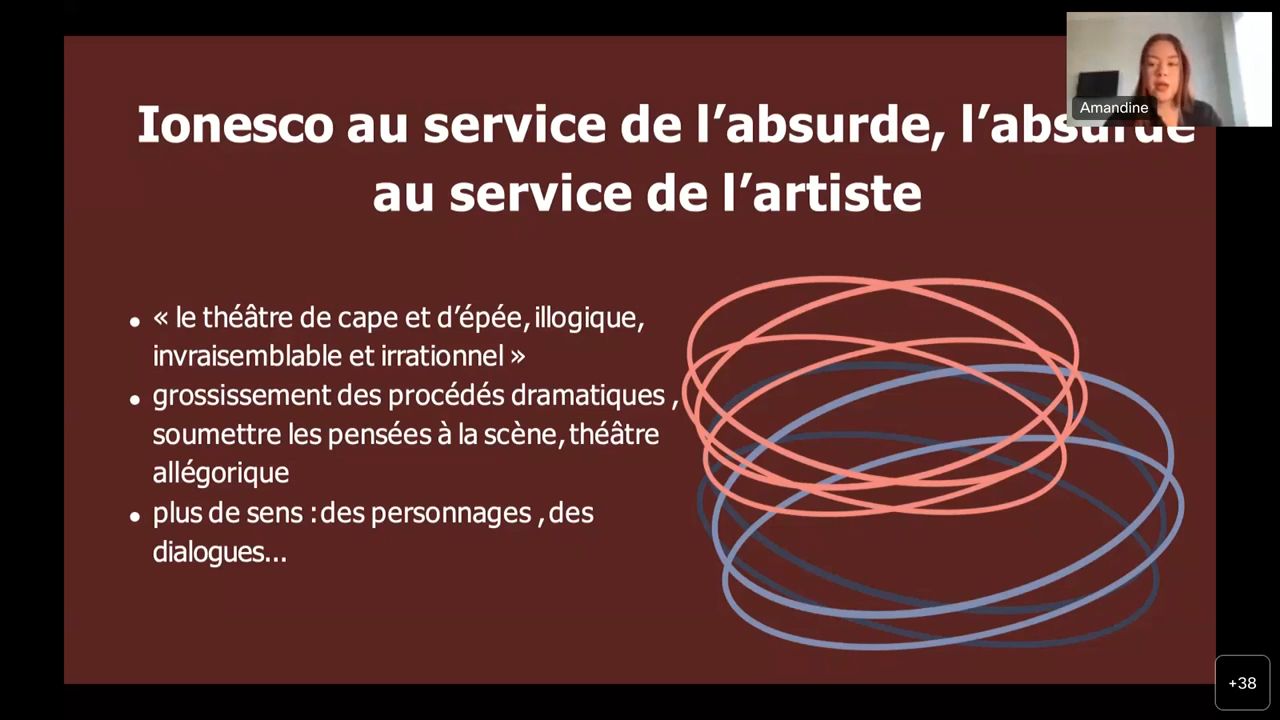 Ionesco au service de l’absurde, l’absurde
au service de l’artiste
Amandine
« le théâtre de cape et d’épée, illogique,
invraisemblable et irrationnel »
grossissement des procédés dramatiques ,
soumettre les pensées à la scène, théâtre
allégorique
plus de sens : des personnages , des
dialogues...
+38